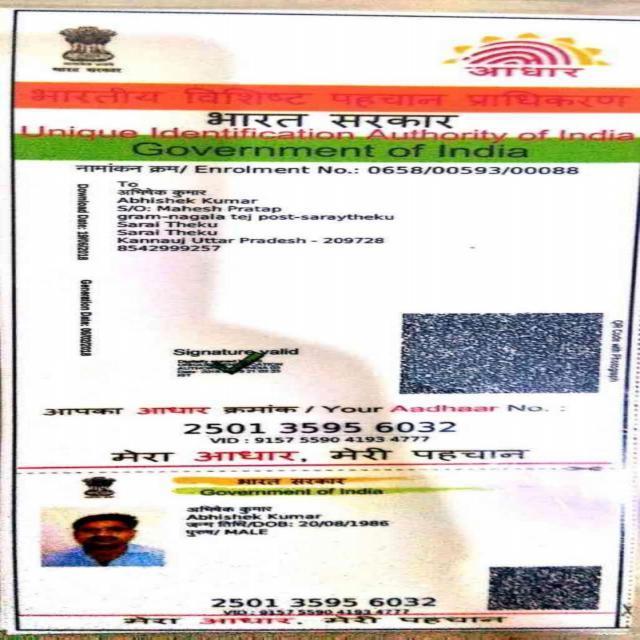 भारत सरकार
आधार
भारतीय विशिष्ट पहचान प्राधिकरण
भारत सरकार
Unique Identification Authority of India
Government of India
नामांकन क्रम/ Enrolment No.: 0658/00593/00088
To
अभिषेक कुमार
Abhishek Kumar
S/O: Mahesh Pratap
gram-nagala tej post-saraytheku
Sarai Theku
Sarai Theku
Kannauj Uttar Pradesh - 209728
8542999257
Download Date:
Generation Date:
Signature valid
आपका आधार क्रमांक / Your Aadhaar No. :
2501 3595 6032
VID : 9157 5590 4193 4777
मेरा आधार, मेरी पहचान
भारत सरकार
Government of India
अभिषेक कुमार
Abhishek Kumar
जन्म तिथि/DOB: 20/08/1986
पुरुष/ MALE
2501 3595 6032
VID : 9157 5590 4193 4777
मेरा आधार, मेरी पहचान